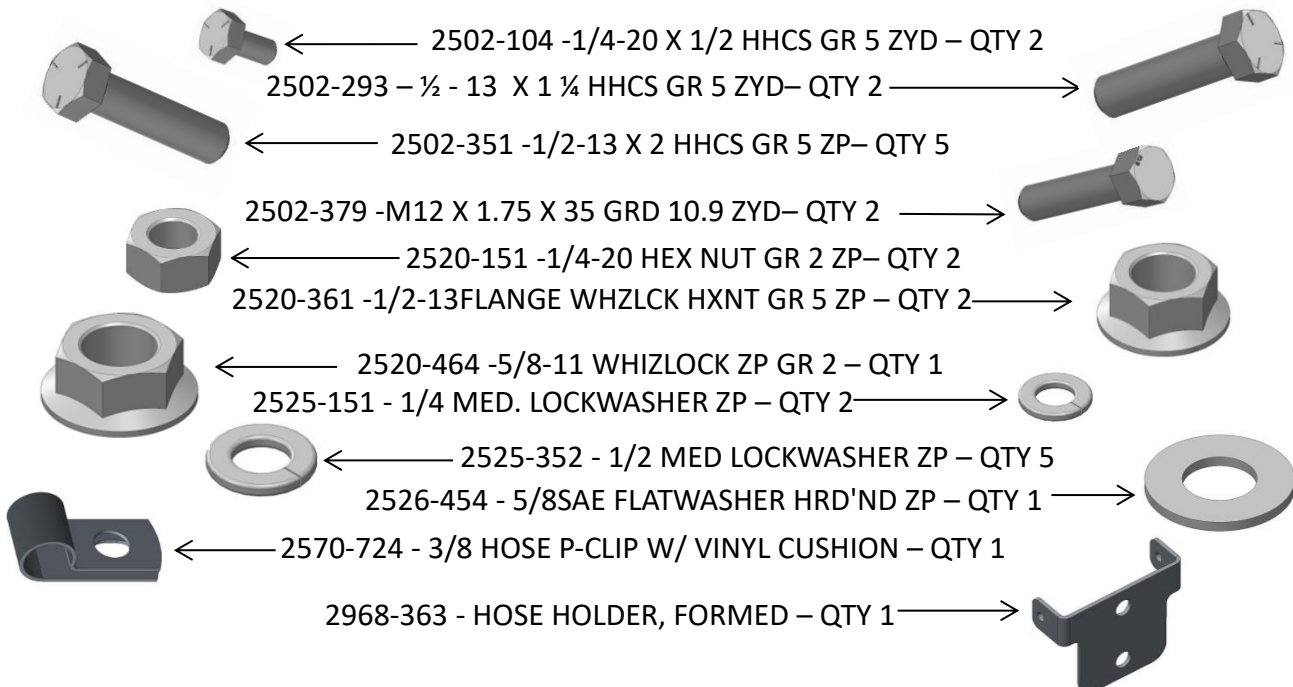 2502-104 -1/4-20 X 1/2 HHCS GR 5 ZYD – QTY 2
2502-293 – ½ - 13  X 1 ¼ HHCS GR 5 ZYD– QTY 2
2502-351 -1/2-13 X 2 HHCS GR 5 ZP– QTY 5
2502-379 -M12 X 1.75 X 35 GRD 10.9 ZYD– QTY 2
2520-151 -1/4-20 HEX NUT GR 2 ZP– QTY 2
2520-361 -1/2-13FLANGE WHZLCK HXNT GR 5 ZP – QTY 2
2520-464 -5/8-11 WHIZLOCK ZP GR 2 – QTY 1
2525-151 - 1/4 MED. LOCKWASHER ZP – QTY 2
2525-352 - 1/2 MED LOCKWASHER ZP – QTY 5
2526-454 - 5/8SAE FLATWASHER HRD'ND ZP – QTY 1
2570-724 - 3/8 HOSE P-CLIP W/ VINYL CUSHION – QTY 1
2968-363 - HOSE HOLDER, FORMED – QTY 1